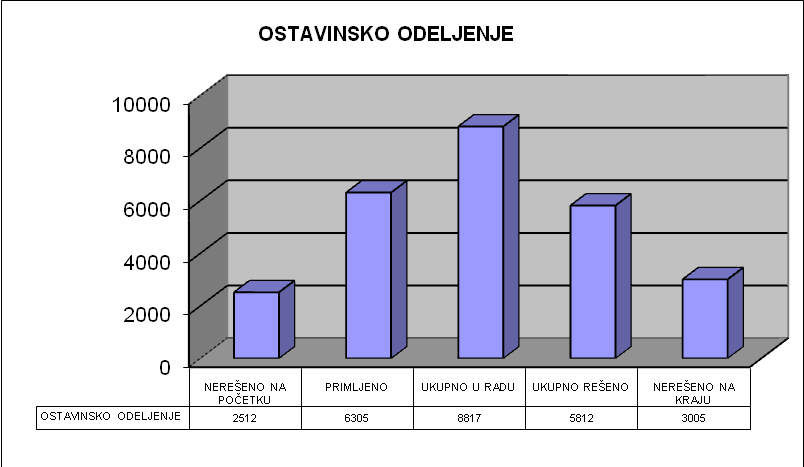 OSTAVINSKO ODELJENJE
10000
8000
6000
4000
2000
0
NEREŠENO NA POČETKU
PRIMLJENO
UKUPNO U RADU
UKUPNO REŠENO
NEREŠENO NA KRAJU
OSTAVINSKO ODELJENJE 2512 6305 8817 5812 3005